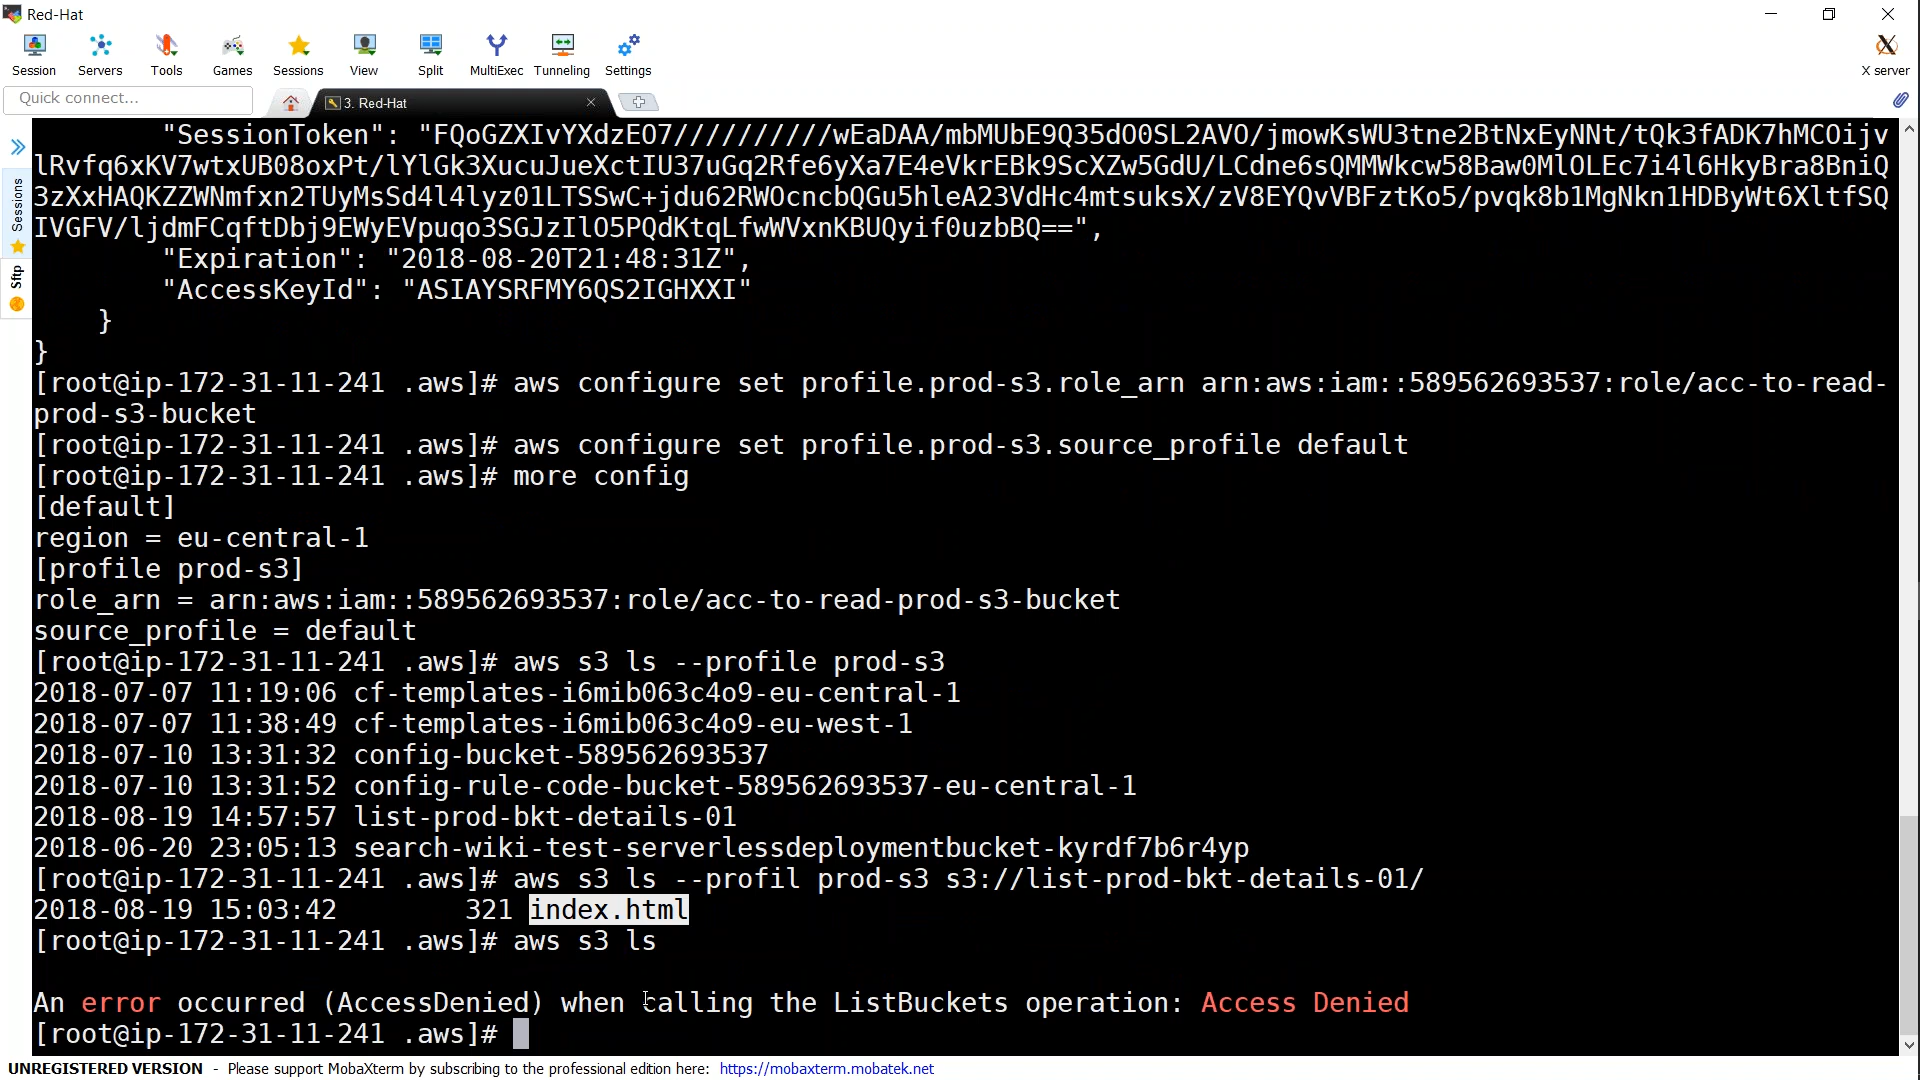 Red-Hat
Session Servers Tools Games Sessions View Split MultiExec Tunneling Settings X server
Quick connect... 3. Red-Hat
Sessions
Sftp
"SessionToken": "FQoGZXIvYXdzEO7//////////wEaDAA/mbMUbE9Q35dO0SL2AVO/jmowKsWU3tne2BtNxEyNNt/tQk3fADK7hMCOijv
lRvfq6xKV7wtxUB08oxPt/lYlGk3XucuJueXctIU37uGq2Rfe6yXa7E4eVkrEBk9ScXZw5GdU/LCdne6sQMMWkcw58Baw0MlOLEc7i4l6HkyBra8BniQ
3zXxHAQKZZWNmfxn2TUyMsSd4l4lyz01LTSSwC+jdu62RWOcncbQGu5hleA23VdHc4mtsuksX/zV8EYQvVBFztKo5/pvqk8b1MgNkn1HDByWt6XltfSQ
IVGFV/ljdmFCqftDbj9EWyEVpuqo3SGJzIlO5PQdKtqLfwWVxnKBUQyif0uzbBQ==",
"Expiration": "2018-08-20T21:48:31Z",
"AccessKeyId": "ASIAYSRFMY6QS2IGHXXI"
}
}
[root@ip-172-31-11-241 .aws]# aws configure set profile.prod-s3.role_arn arn:aws:iam::589562693537:role/acc-to-read-
prod-s3-bucket
[root@ip-172-31-11-241 .aws]# aws configure set profile.prod-s3.source_profile default
[root@ip-172-31-11-241 .aws]# more config
[default]
region = eu-central-1
[profile prod-s3]
role_arn = arn:aws:iam::589562693537:role/acc-to-read-prod-s3-bucket
source_profile = default
[root@ip-172-31-11-241 .aws]# aws s3 ls --profile prod-s3
2018-07-07 11:19:06 cf-templates-i6mib063c4o9-eu-central-1
2018-07-07 11:38:49 cf-templates-i6mib063c4o9-eu-west-1
2018-07-10 13:31:32 config-bucket-589562693537
2018-07-10 13:31:52 config-rule-code-bucket-589562693537-eu-central-1
2018-08-19 14:57:57 list-prod-bkt-details-01
2018-06-20 23:05:13 search-wiki-test-serverlessdeploymentbucket-kyrdf7b6r4yp
[root@ip-172-31-11-241 .aws]# aws s3 ls --profil prod-s3 s3://list-prod-bkt-details-01/
2018-08-19 15:03:42 321 index.html
[root@ip-172-31-11-241 .aws]# aws s3 ls
An error occurred (AccessDenied) when calling the ListBuckets operation: Access Denied
[root@ip-172-31-11-241 .aws]#
UNREGISTERED VERSION - Please support MobaXterm by subscribing to the professional edition here: https://mobaxterm.mobatek.net